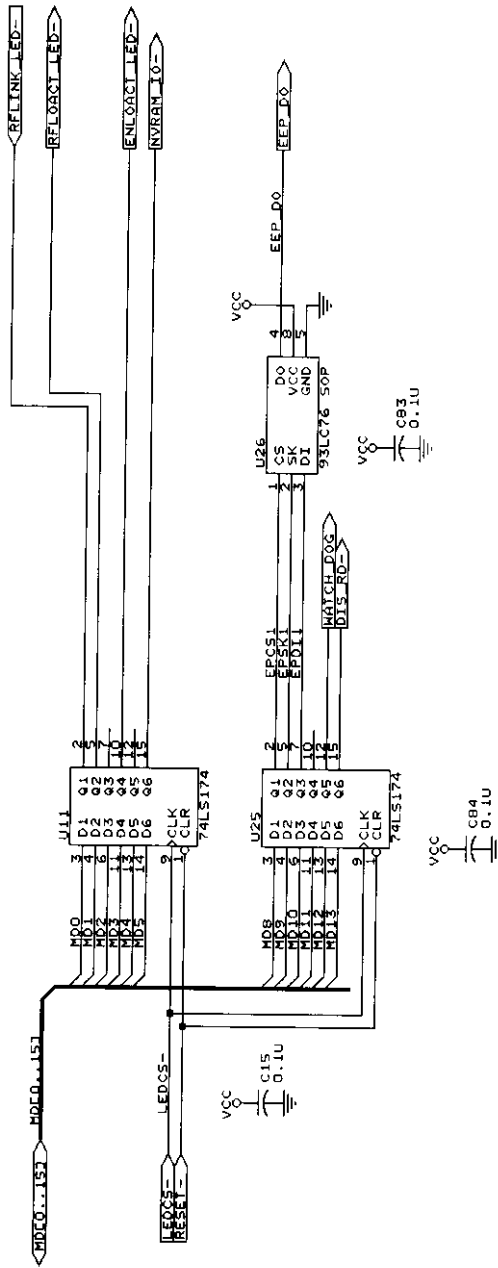 RFLINK_LED-
RFLOACT_LED-
ENLOACT_LED-
NVRAM_IO-
MD[0..15]
MD[0..15]
LEDCS-
RESET-
LEDCS-
VCC
C15
0.1U
U11
MD0 3 D1 Q1 2
MD1 4 D2 Q2 5
MD2 6 D3 Q3 7
MD3 11 D4 Q4 10
MD4 13 D5 Q5 12
MD5 14 D6 Q6 15
9 CLK
1 CLR
74LS174
U25
MD8 3 D1 Q1 2 EPCS1
MD9 4 D2 Q2 5 EPSK1
MD10 6 D3 Q3 7 EPDI1
MD11 11 D4 Q4 10
MD12 13 D5 Q5 12
MD13 14 D6 Q6 15
9 CLK
1 CLR
74LS174
WATCH_DOG
DIS_RD-
VCC
C84
0.1U
U26
1 CS DO 4
2 SK VCC 8
3 DI GND 5
93LC76 SOP
VCC
EEP_DO
EEP_DO
VCC
C83
0.1U